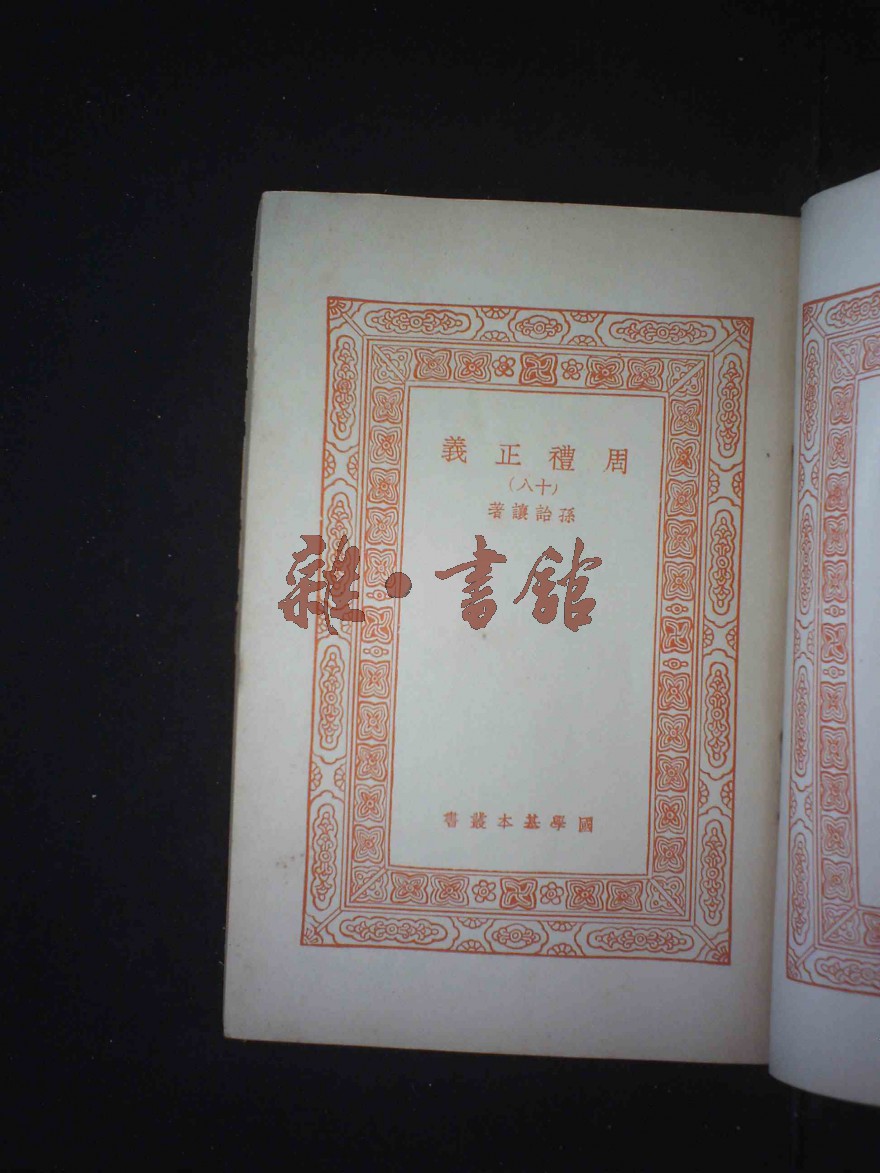 周禮正義
(十八)
孫詒讓著
雜·書館
國學基本叢書